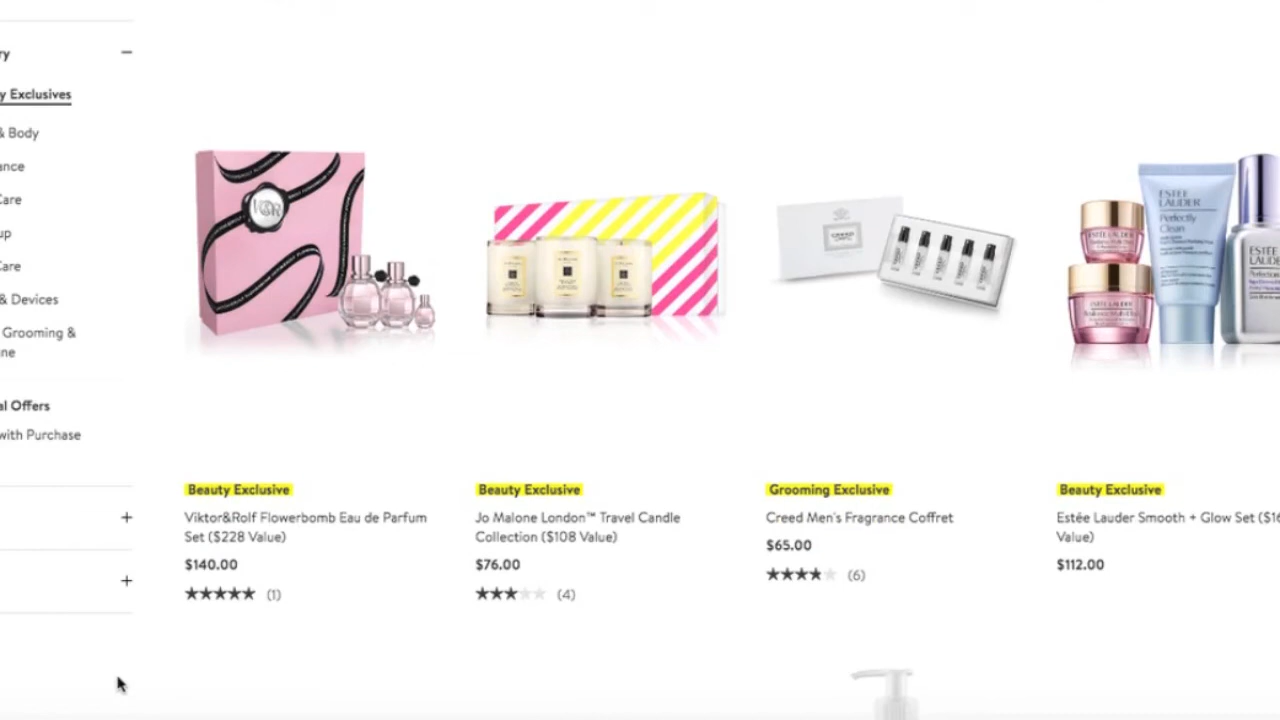 ry
y Exclusives
& Body
ance
Care
up
Care
& Devices
Grooming &
ne
al Offers
with Purchase
ESTEE
LAUDER
Perfectly
Clean
CREED
Beauty Exclusive
Viktor&Rolf Flowerbomb Eau de Parfum
Set ($228 Value)
$140.00
(1)
Beauty Exclusive
Jo Malone London™ Travel Candle
Collection ($108 Value)
$76.00
(4)
Grooming Exclusive
Creed Men's Fragrance Coffret
$65.00
(6)
Beauty Exclusive
Estée Lauder Smooth + Glow Set ($16
Value)
$112.00